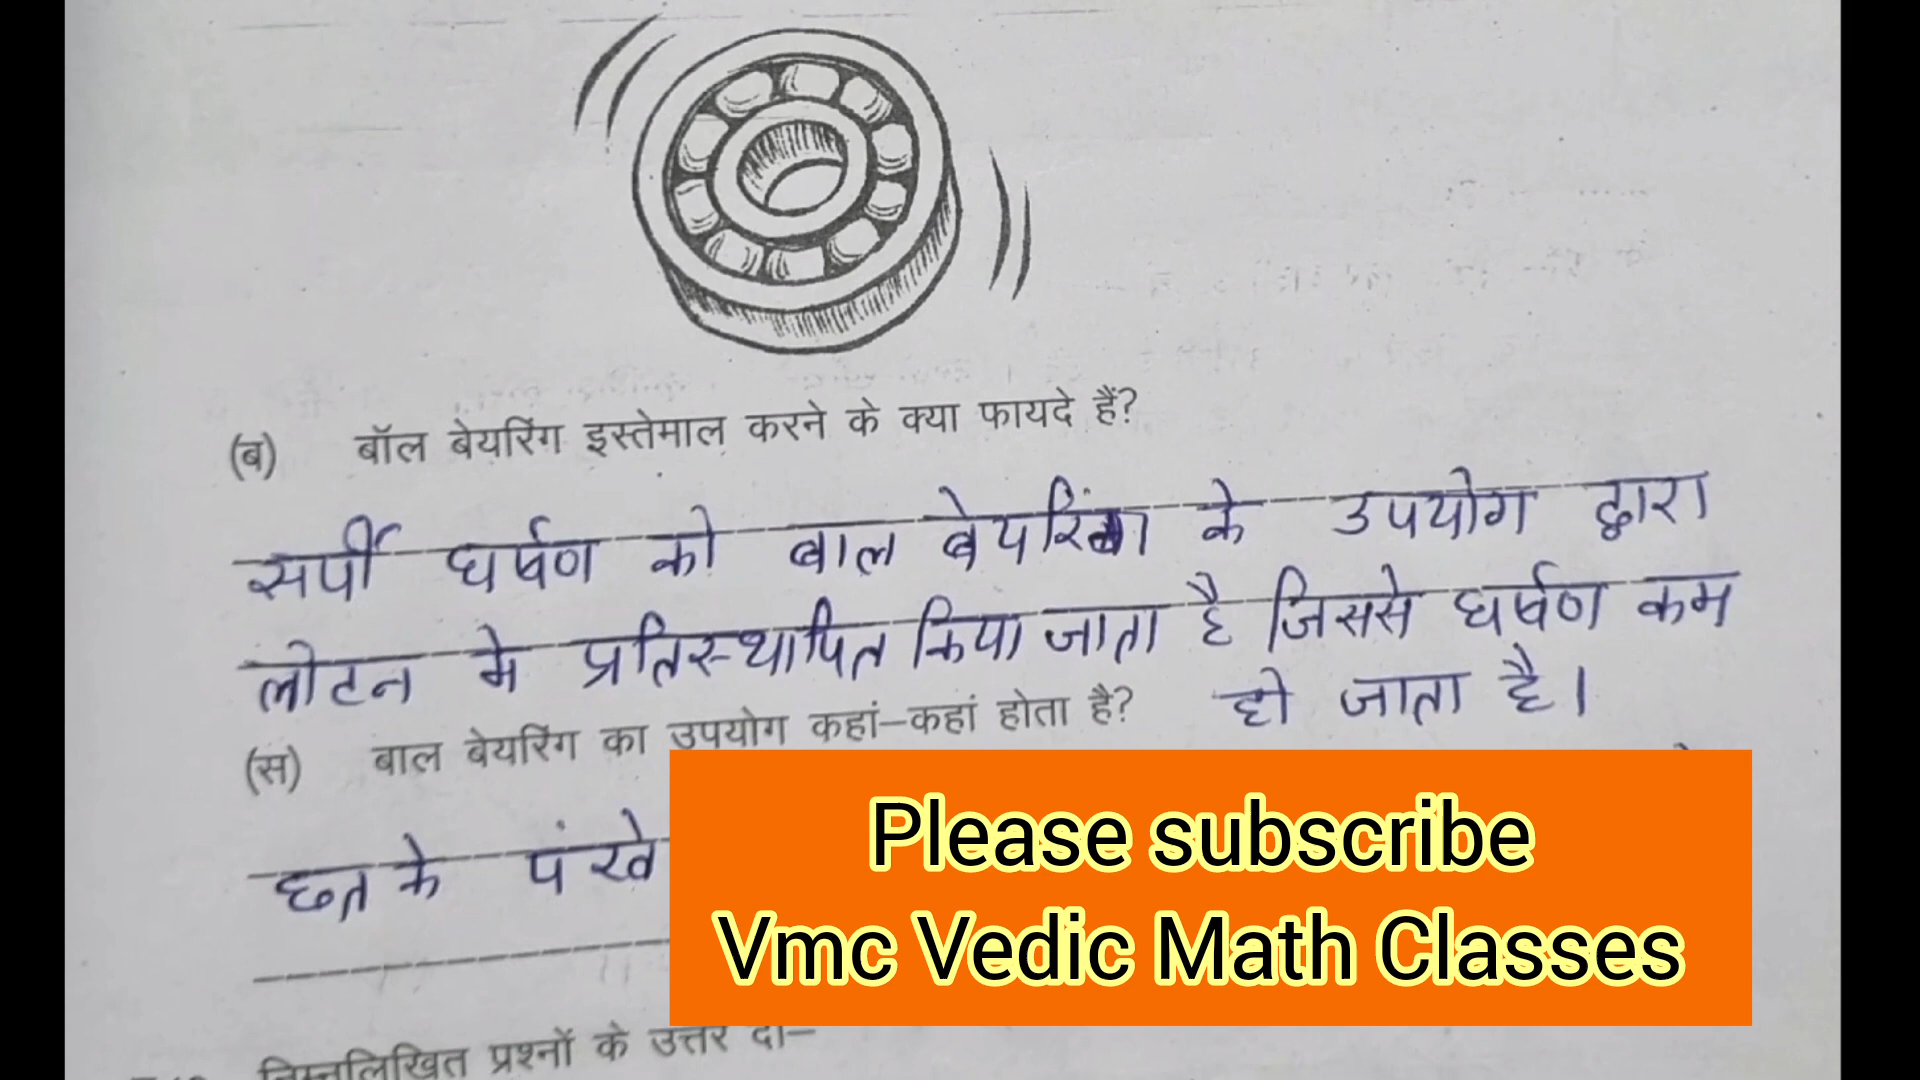 (ब) बॉल बेयरिंग इस्तेमाल करने के क्या फायदे हैं?
सर्पी घर्षण को बाल बेयरिंग के उपयोग द्वारा
लोटन मे प्रतिस्थापित किया जाता है जिससे घर्षण कम
हो जाता है।
(स) बाल बेयरिंग का उपयोग कहां–कहां होता है?
छत के पंखे
Please subscribe
Vmc Vedic Math Classes
निम्नलिखित प्रश्नों के उत्तर दो–